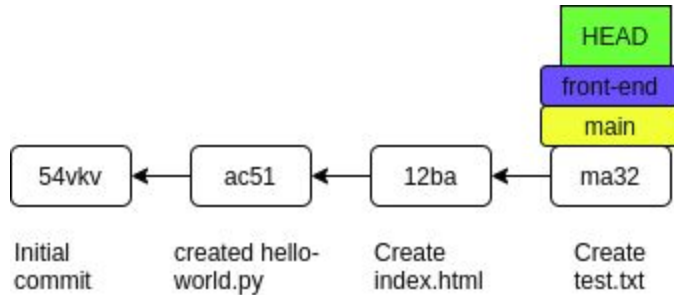 HEAD
front-end
main
54vkv
ac51
12ba
ma32
Initial
commit
created hello-
world.py
Create
index.html
Create
test.txt